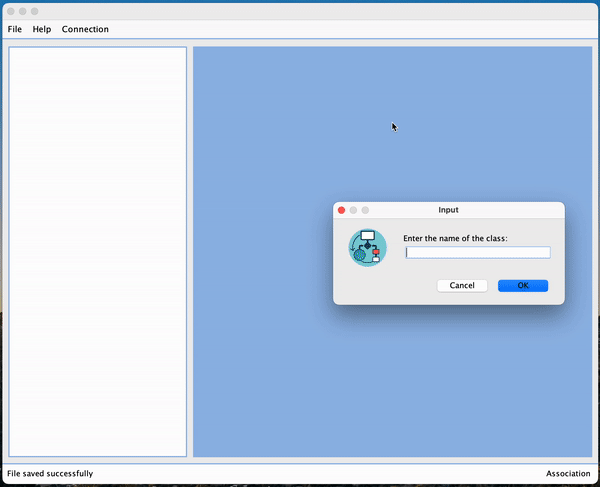 File Help Connection
Input
Enter the name of the class:
Cancel OK
File saved successfully Association